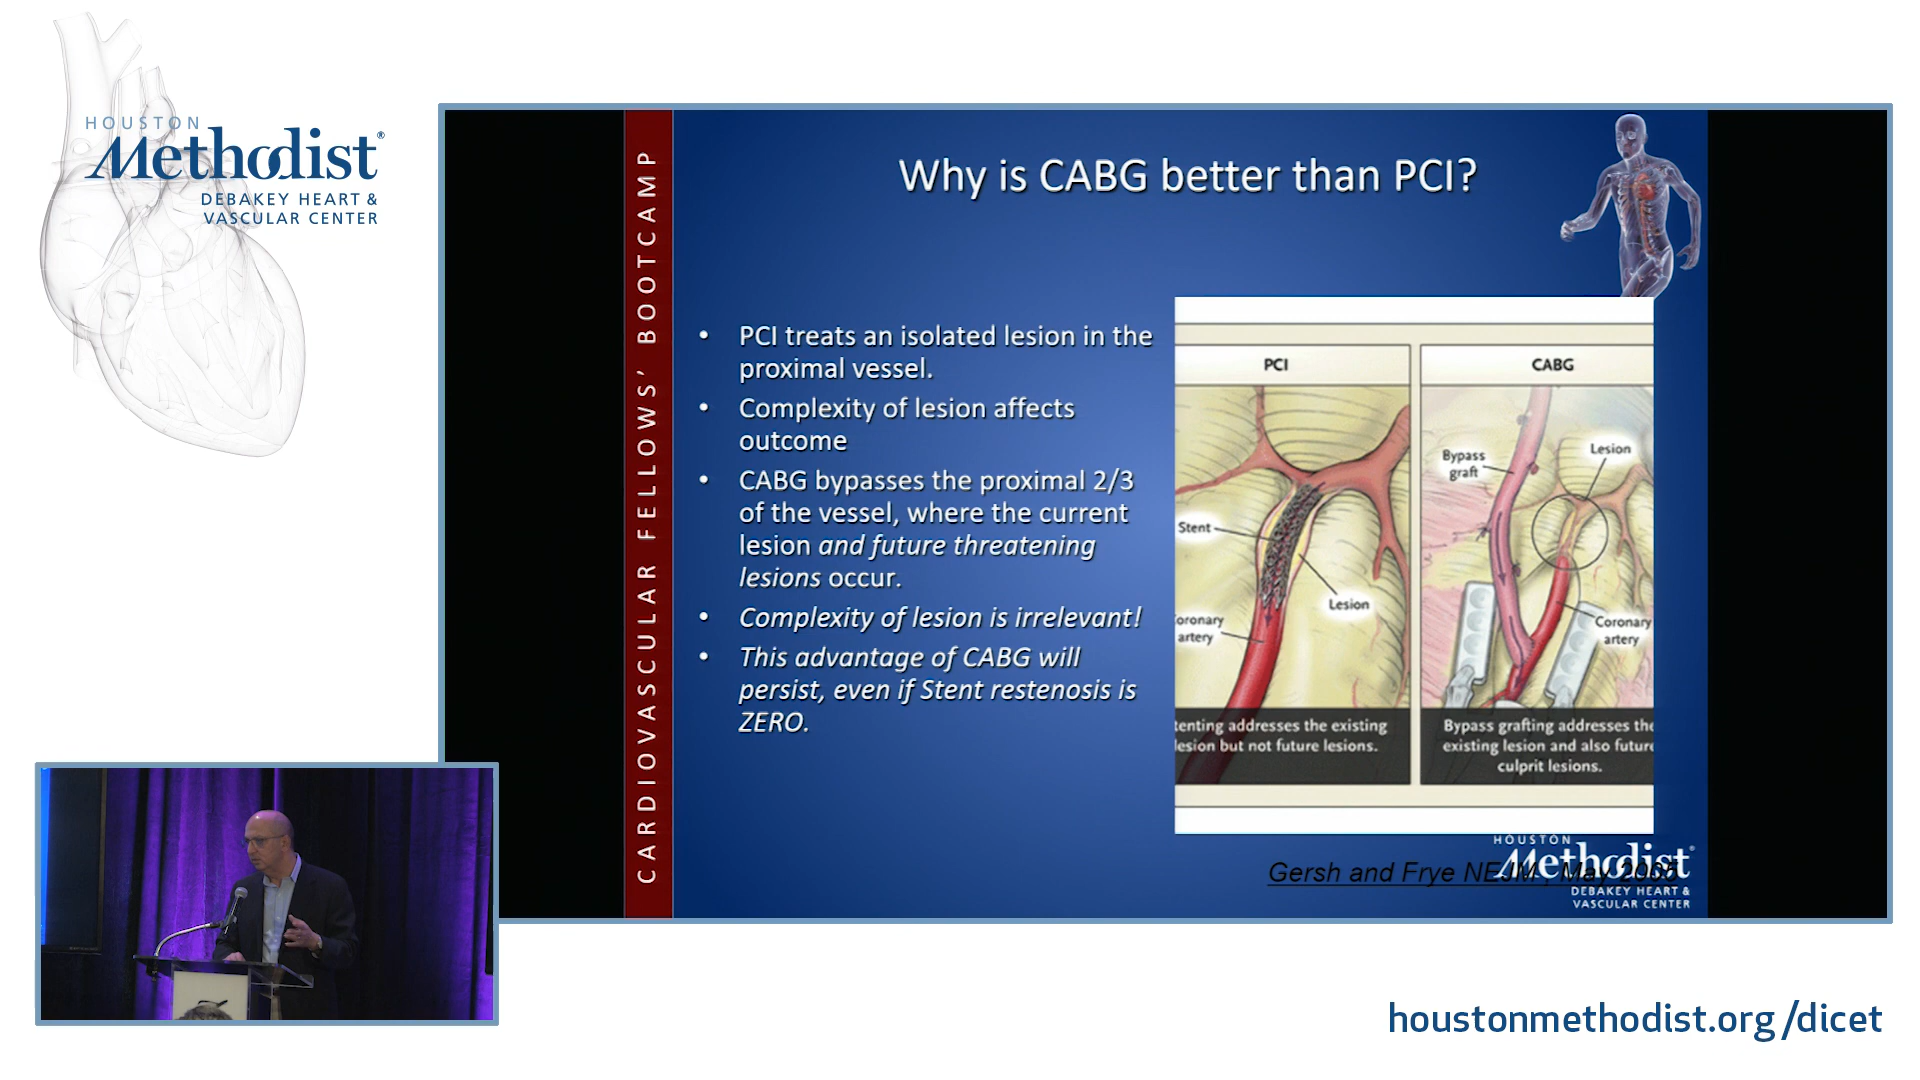 HOUSTON
Methodist®
DEBAKEY HEART &
VASCULAR CENTER
CARDIOVASCULAR FELLOWS' BOOTCAMP
Why is CABG better than PCI?
• PCI treats an isolated lesion in the
proximal vessel.
• Complexity of lesion affects
outcome
• CABG bypasses the proximal 2/3
of the vessel, where the current
lesion and future threatening
lesions occur.
• Complexity of lesion is irrelevant!
• This advantage of CABG will
persist, even if Stent restenosis is
ZERO.
PCI
Stent
Lesion
oronary
artery
tenting addresses the existing
lesion but not future lesions.
CABG
Bypass
graft
Lesion
Coronary
artery
Bypass grafting addresses the
existing lesion and also future
culprit lesions.
Gersh and Frye NEJM, May 2005
HOUSTON
Methodist®
DEBAKEY HEART &
VASCULAR CENTER
houstonmethodist.org/dicet